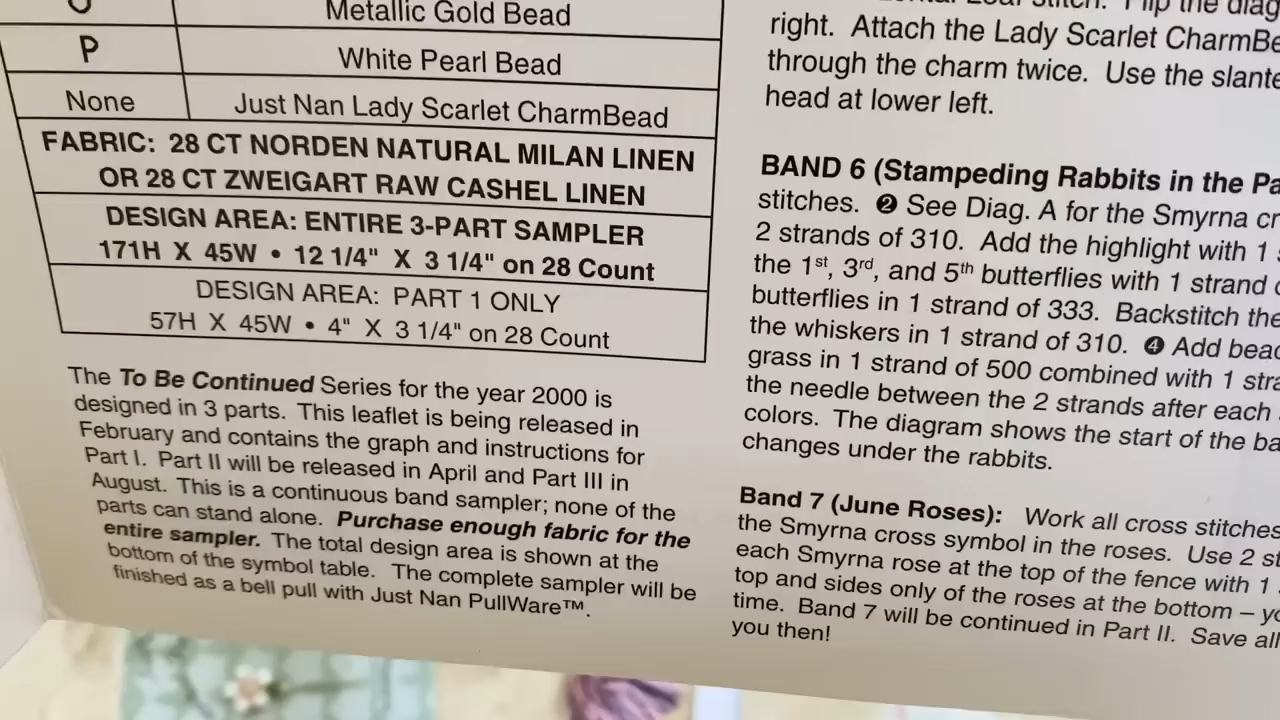 Metallic Gold Bead
P White Pearl Bead
None Just Nan Lady Scarlet CharmBead
FABRIC: 28 CT NORDEN NATURAL MILAN LINEN
OR 28 CT ZWEIGART RAW CASHEL LINEN
DESIGN AREA: ENTIRE 3-PART SAMPLER
171H X 45W • 12 1/4" X 3 1/4" on 28 Count
DESIGN AREA: PART 1 ONLY
57H X 45W • 4" X 3 1/4" on 28 Count
The To Be Continued Series for the year 2000 is
designed in 3 parts. This leaflet is being released in
February and contains the graph and instructions for
Part I. Part II will be released in April and Part III in
August. This is a continuous band sampler; none of the
parts can stand alone. Purchase enough fabric for the
entire sampler. The total design area is shown at the
bottom of the symbol table. The complete sampler will be
finished as a bell pull with Just Nan PullWare™.
stitch. Flip the diag
right. Attach the Lady Scarlet CharmBe
through the charm twice. Use the slante
head at lower left.
BAND 6 (Stampeding Rabbits in the Pa
stitches. ❷ See Diag. A for the Smyrna cr
2 strands of 310. Add the highlight with 1 s
the 1st, 3rd, and 5th butterflies with 1 strand
butterflies in 1 strand of 333. Backstitch the
the whiskers in 1 strand of 310. ❹ Add bead
grass in 1 strand of 500 combined with 1 stra
the needle between the 2 strands after each
colors. The diagram shows the start of the ba
changes under the rabbits.
Band 7 (June Roses): Work all cross stitches
the Smyrna cross symbol in the roses. Use 2 st
each Smyrna rose at the top of the fence with 1
top and sides only of the roses at the bottom – yo
time. Band 7 will be continued in Part II. Save all
you then!